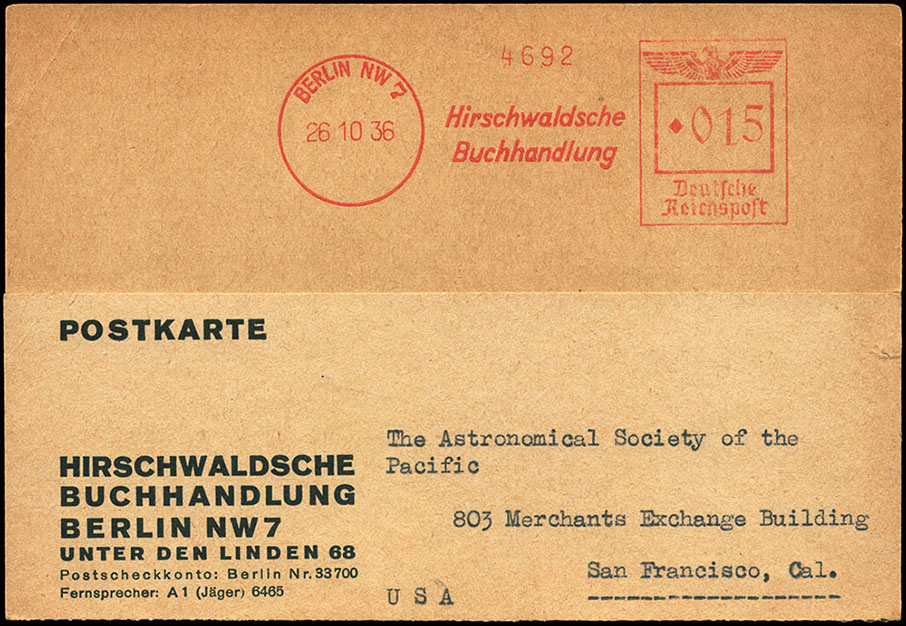 BERLIN NW 7
26 10 36
4692
Hirschwaldsche
Buchhandlung
015
Deutsche
Reichspost
POSTKARTE
HIRSCHWALDSCHE
BUCHHANDLUNG
BERLIN NW7
UNTER DEN LINDEN 68
Postscheckkonto: Berlin Nr. 33700
Fernsprecher: A1 (Jäger) 6465
The Astronomical Society of the
Pacific
803 Merchants Exchange Building
San Francisco, Cal.
U S A